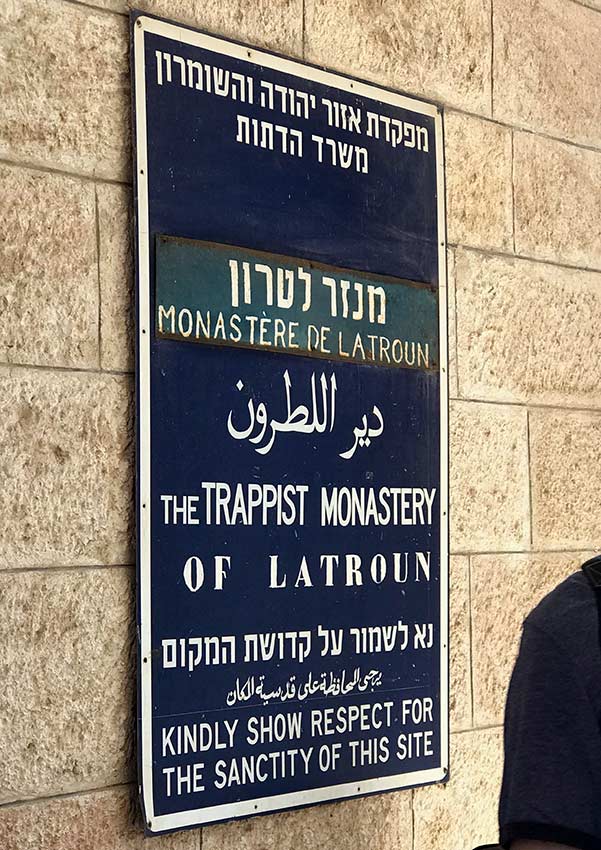 מפקדת אזור יהודה והשומרון
משרד הדתות
מנזר לטרון
MONASTÈRE DE LATROUN
دير اللطرون
THE TRAPPIST MONASTERY
OF LATROUN
נא לשמור על קדושת המקום
يرجى المحافظة على قدسية المكان
KINDLY SHOW RESPECT FOR
THE SANCTITY OF THIS SITE